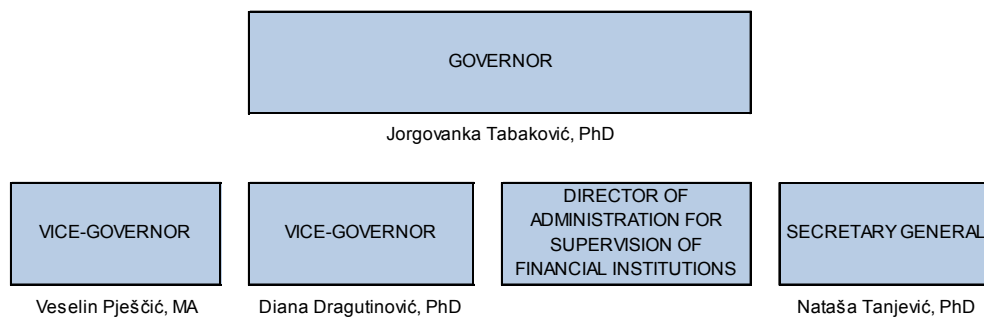 GOVERNOR
Jorgovanka Tabaković, PhD
VICE-GOVERNOR
VICE-GOVERNOR
DIRECTOR OF
ADMINISTRATION FOR
SUPERVISION OF
FINANCIAL INSTITUTIONS
SECRETARY GENERAL
Veselin Pješčić, MA
Diana Dragutinović, PhD
Nataša Tanjević, PhD